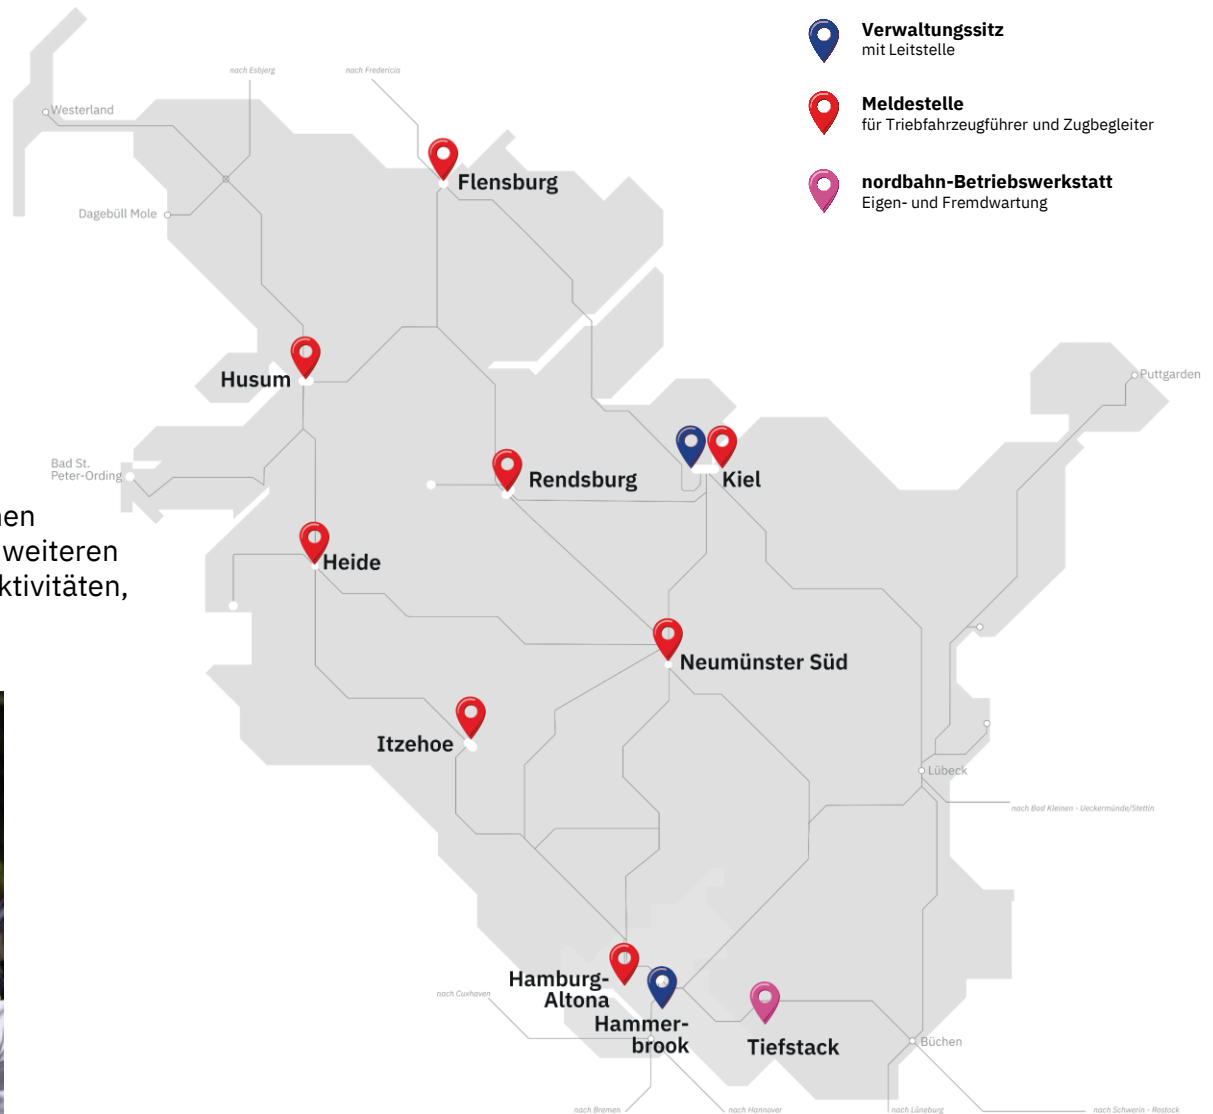 Verwaltungssitz
mit Leitstelle
Meldestelle
für Triebfahrzeugführer und Zugbegleiter
nordbahn-Betriebswerkstatt
Eigen- und Fremdwartung
nach Esbjerg
nach Fredericia
Westerland
Flensburg
Dagebüll Mole
Husum
Puttgarden
Bad St.
Peter-Ording
Rendsburg
Kiel
weiteren
ktivitäten,
Heide
Neumünster Süd
Itzehoe
Lübeck
nach Bad Kleinen - Ueckermünde/Stettin
Hamburg-
Altona
nach Cuxhaven
Hammer-
brook
Tiefstack
Büchen
nach Bremen
nach Hannover
nach Lüneburg
nach Schwerin - Rostock